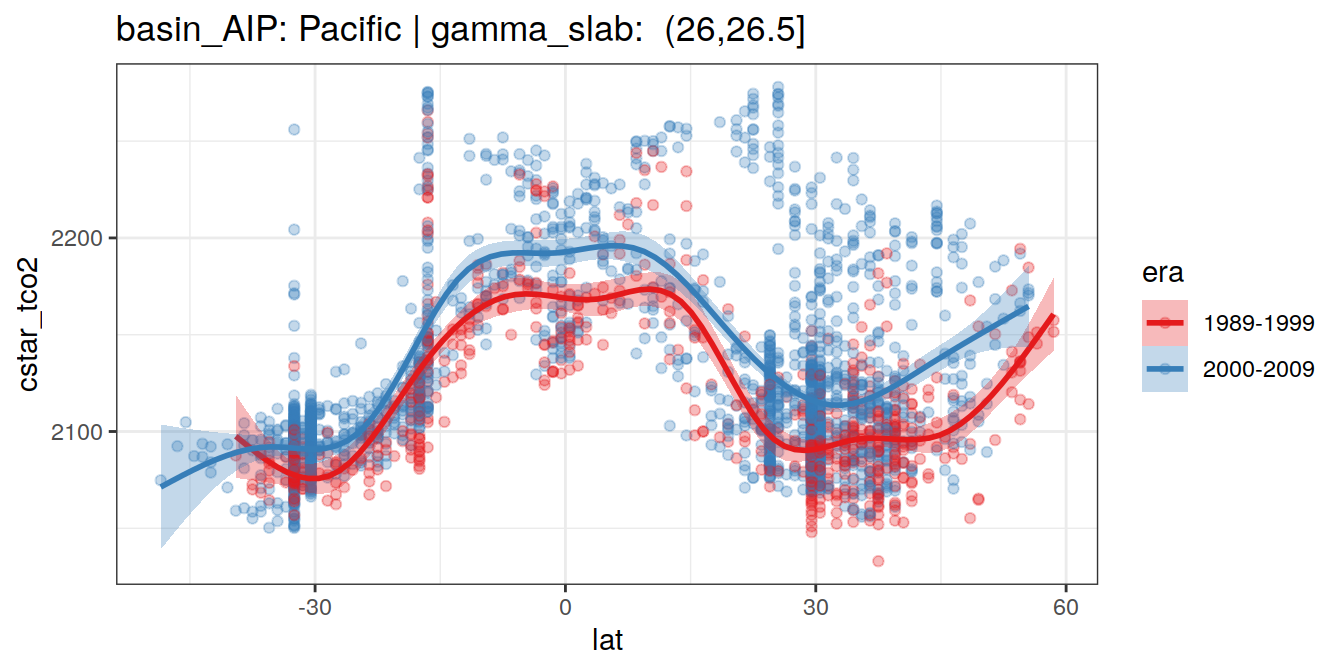 basin_AIP: Pacific | gamma_slab:  (26,26.5]
cstar_tco2
2200
2100
-30
0
30
60
lat
era
1989-1999
2000-2009